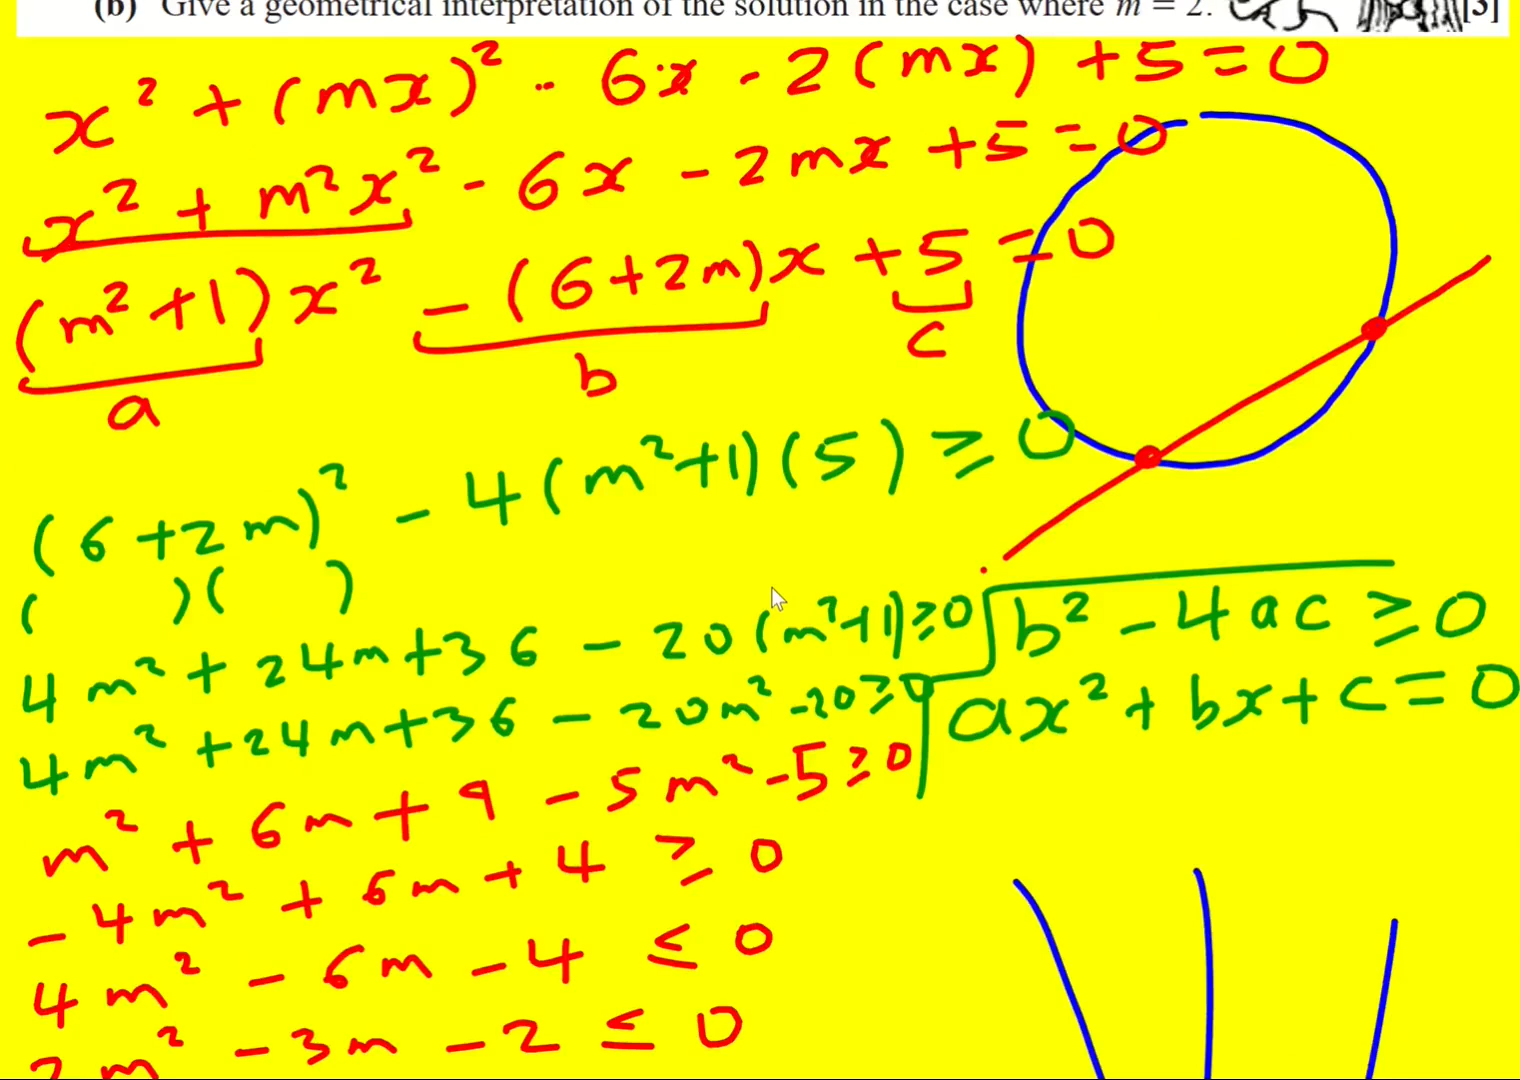 (b) Give a geometrical interpretation of the solution in the case where m = 2. [3]
x² + (mx)² - 6x - 2(mx) + 5 = 0
x² + m²x² - 6x - 2mx + 5 = 0
(m² + 1)x² - (6 + 2m)x + 5 = 0
a b c
(6 + 2m)² - 4(m² + 1)(5) ≥ 0
( )( )
4m² + 24m + 36 - 20(m² + 1) ≥ 0
b² - 4ac ≥ 0
4m² + 24m + 36 - 20m² - 20 ≥ 0
ax² + bx + c = 0
m² + 6m + 9 - 5m² - 5 ≥ 0
- 4m² + 6m + 4 ≥ 0
4m² - 6m - 4 ≤ 0
2m² - 3m - 2 ≤ 0